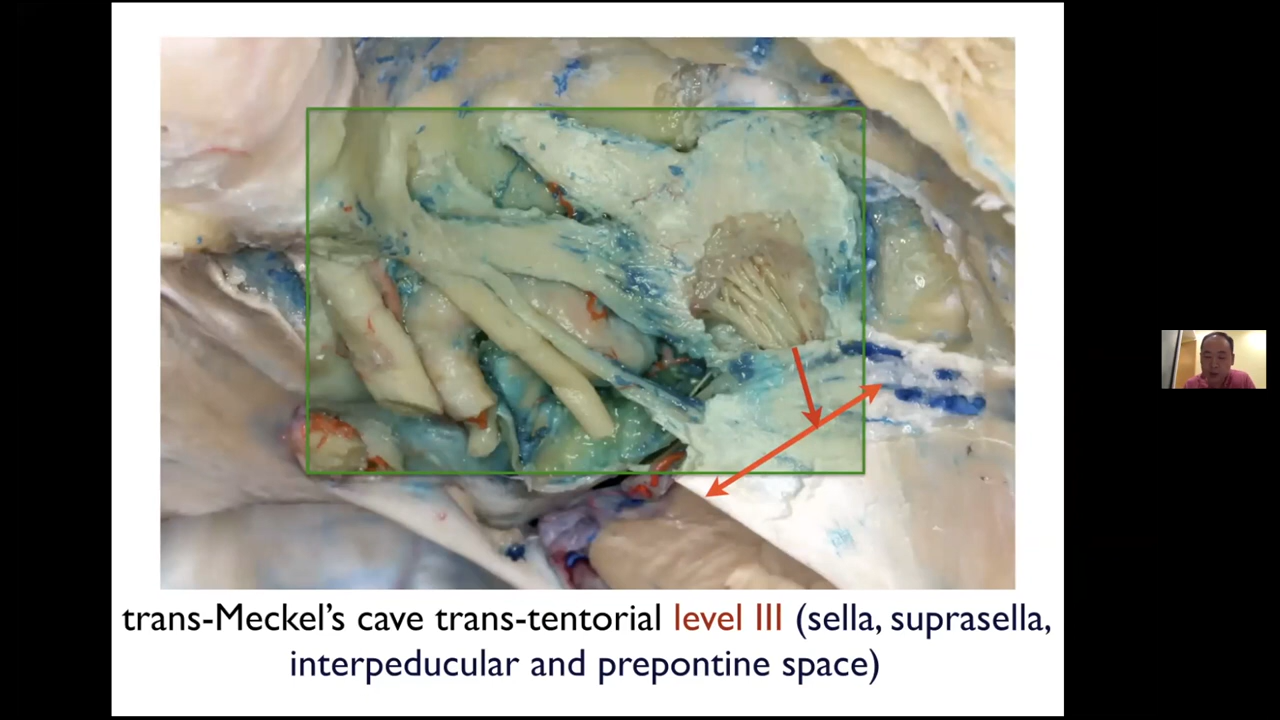 trans-Meckel's cave trans-tentorial level III (sella, suprasella,
interpeducular and prepontine space)